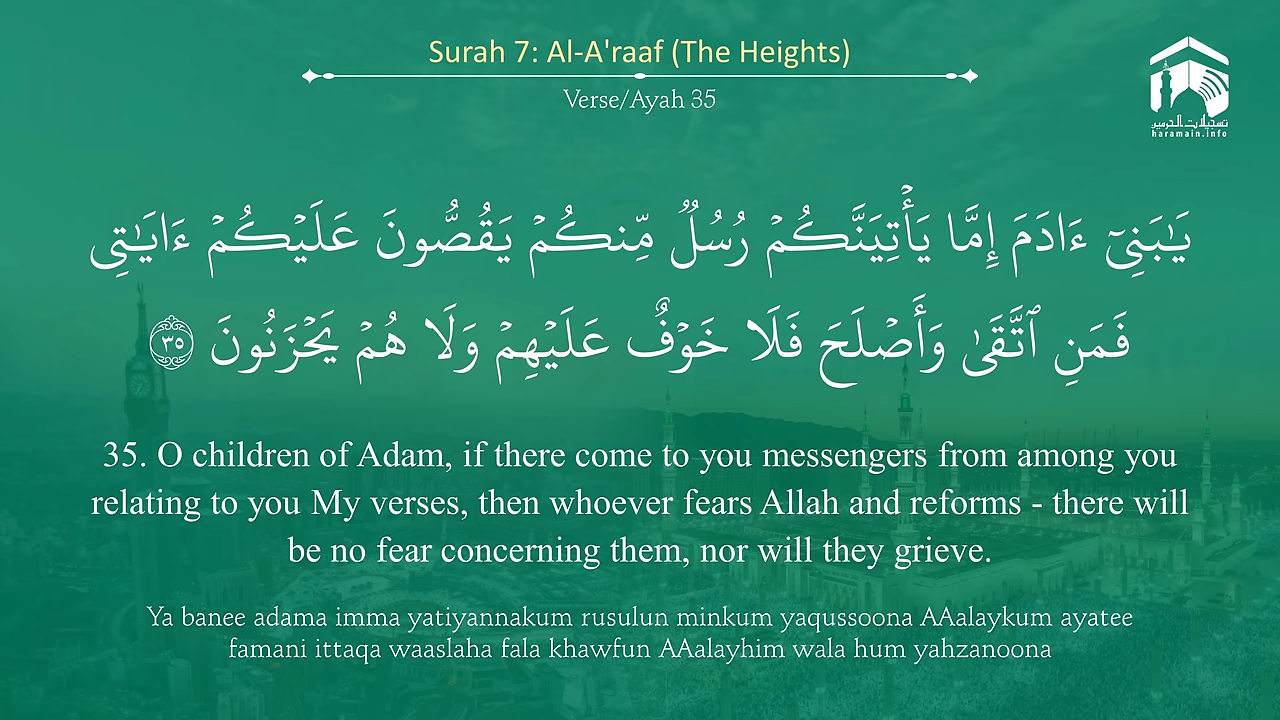 Surah 7: Al-A'raaf (The Heights)
Verse/Ayah 35
تسجيلات الحرمين
haramain.info
يَـٰبَنِىٓ ءَادَمَ إِمَّا يَأْتِيَنَّكُمْ رُسُلٌ مِّنكُمْ يَقُصُّونَ عَلَيْكُمْ ءَايَـٰتِى
فَمَنِ ٱتَّقَىٰ وَأَصْلَحَ فَلَا خَوْفٌ عَلَيْهِمْ وَلَا هُمْ يَحْزَنُونَ ٣٥
35. O children of Adam, if there come to you messengers from among you
relating to you My verses, then whoever fears Allah and reforms - there will
be no fear concerning them, nor will they grieve.
Ya banee adama imma yatiyannakum rusulun minkum yaqussoona AAalaykum ayatee
famani ittaqa waaslaha fala khawfun AAalayhim wala hum yahzanoona